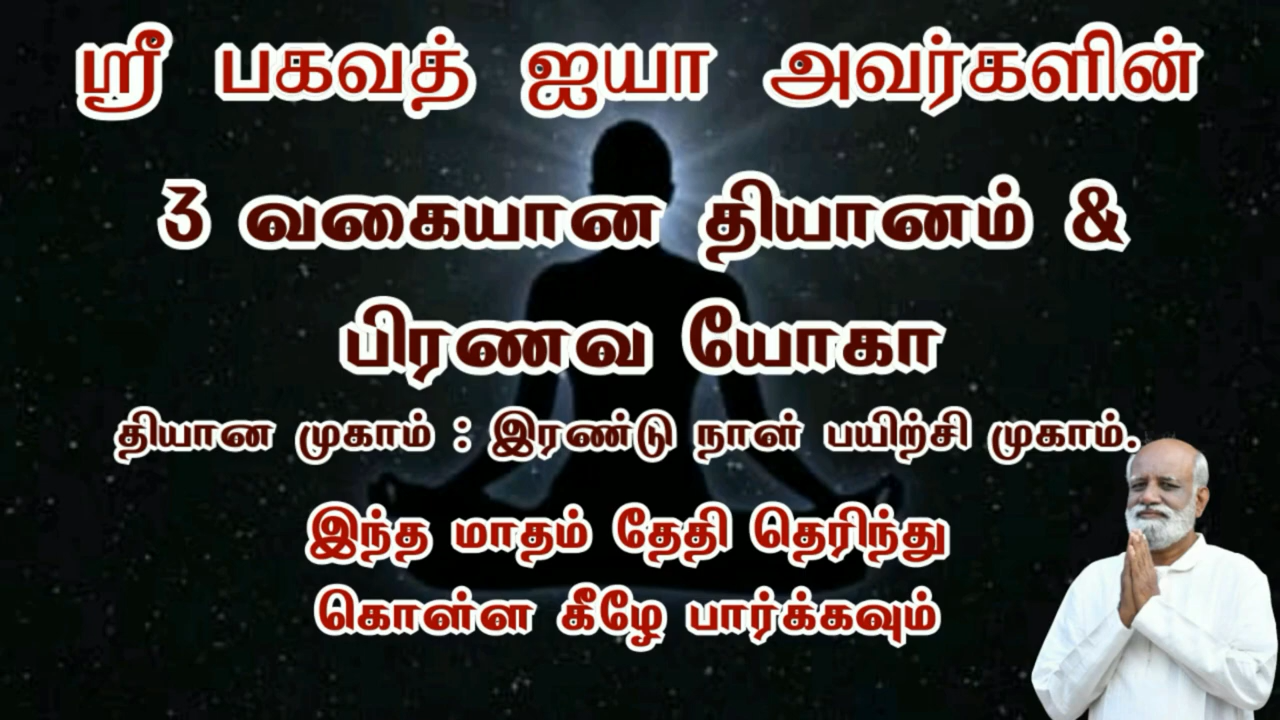 ஸ்ரீ பகவத் ஐயா அவர்களின்
3 வகையான தியானம் &
பிரணவ யோகா
தியான முகாம் : இரண்டு நாள் பயிற்சி முகாம்.
இந்த மாதம் தேதி தெரிந்து
கொள்ள கீழே பார்க்கவும்